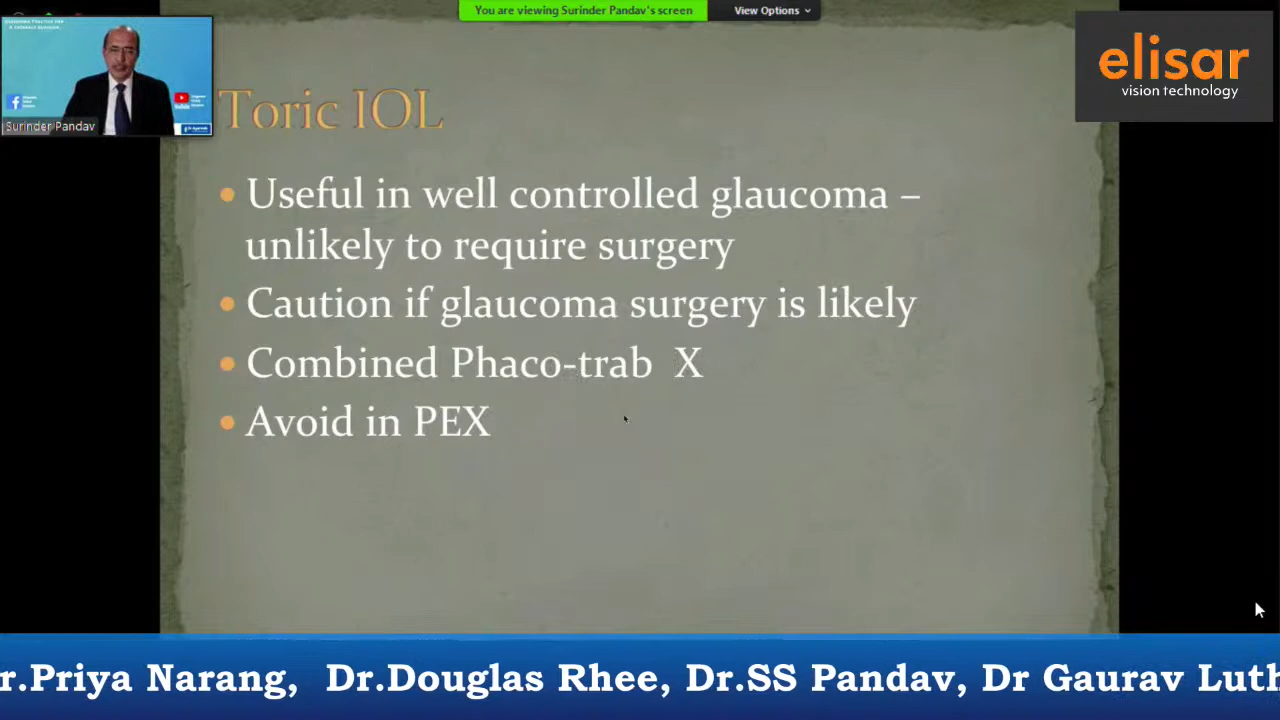 You are viewing Surinder Pandav's screen
View Options
elisar
vision technology
Surinder Pandav
Toric IOL
• Useful in well controlled glaucoma –
unlikely to require surgery
• Caution if glaucoma surgery is likely
• Combined Phaco-trab X
• Avoid in PEX
r.Priya Narang, Dr.Douglas Rhee, Dr.SS Pandav, Dr Gaurav Luth